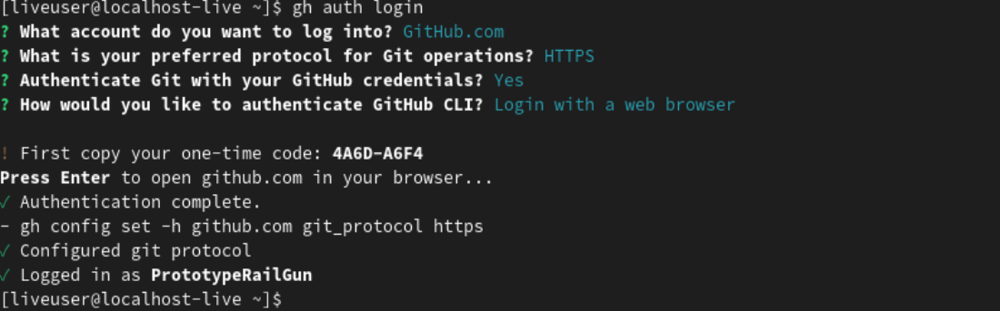 [liveuser@localhost-live ~]$ gh auth login
? What account do you want to log into? GitHub.com
? What is your preferred protocol for Git operations? HTTPS
? Authenticate Git with your GitHub credentials? Yes
? How would you like to authenticate GitHub CLI? Login with a web browser
! First copy your one-time code: 4A6D-A6F4
Press Enter to open github.com in your browser...
✓ Authentication complete.
- gh config set -h github.com git_protocol https
✓ Configured git protocol
✓ Logged in as PrototypeRailGun
[liveuser@localhost-live ~]$